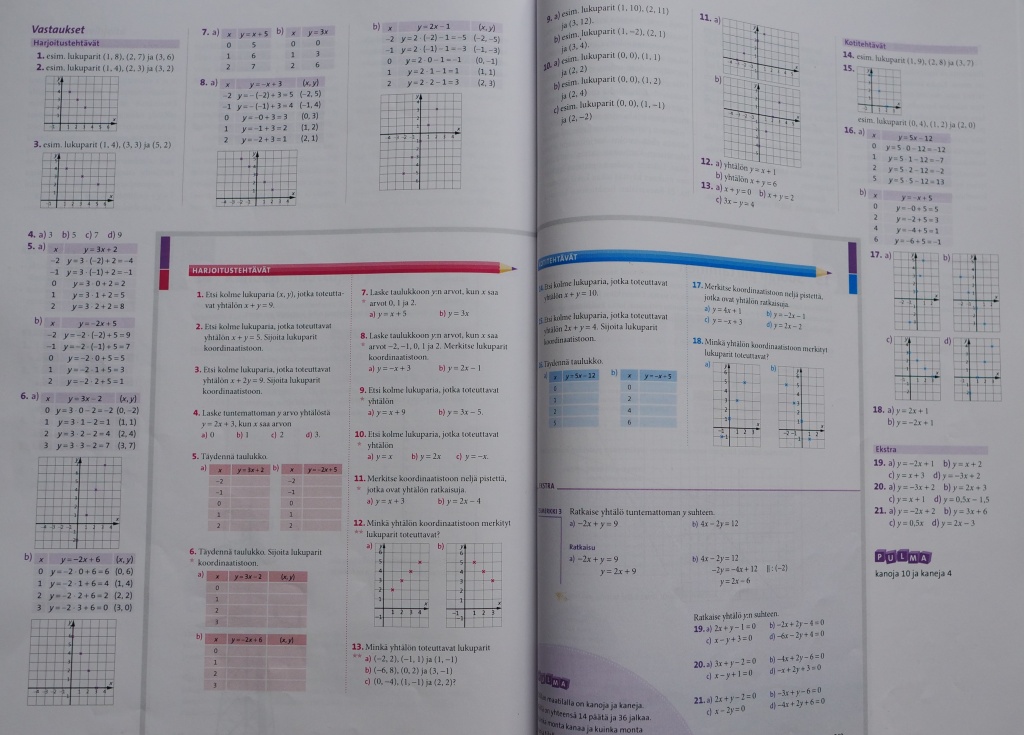 Vastaukset
Harjoitustehtävät
1. esim. lukuparit (1, 8), (2, 7) ja (3, 6)
2. esim. lukuparit (1, 4), (2, 3) ja (3, 2)
3. esim. lukuparit (1, 4), (3, 3) ja (5, 2)
4. a) 3 b) 5 c) 7 d) 9
5. a) x y=3x+2
-2 y=3·(-2)+2=-4
-1 y=3·(-1)+2=-1
0 y=3·0+2=2
1 y=3·1+2=5
2 y=3·2+2=8
b) x y=-2x+5
-2 y=-2·(-2)+5=9
-1 y=-2·(-1)+5=7
0 y=-2·0+5=5
1 y=-2·1+5=3
2 y=-2·2+5=1
6. a) x y=3x-2 (x, y)
0 y=3·0-2=-2 (0, -2)
1 y=3·1-2=1 (1, 1)
2 y=3·2-2=4 (2, 4)
3 y=3·3-2=7 (3, 7)
b) x y=-2x+6 (x, y)
0 y=-2·0+6=6 (0, 6)
1 y=-2·1+6=4 (1, 4)
2 y=-2·2+6=2 (2, 2)
3 y=-2·3+6=0 (3, 0)
7. a) x y=x+5 b) x y=3x
0 5 0 0
1 6 1 3
2 7 2 6
8. a) x y=-x+3 (x, y)
-2 y=-(-2)+3=5 (-2, 5)
-1 y=-(-1)+3=4 (-1, 4)
0 y=-0+3=3 (0, 3)
1 y=-1+3=2 (1, 2)
2 y=-2+3=1 (2, 1)
b) x y=2x-1 (x, y)
-2 y=2·(-2)-1=-5 (-2, -5)
-1 y=2·(-1)-1=-3 (-1, -3)
0 y=2·0-1=-1 (0, -1)
1 y=2·1-1=1 (1, 1)
2 y=2·2-1=3 (2, 3)
9. a) esim. lukuparit (1, 10), (2, 11)
ja (3, 12).
b) esim. lukuparit (1, -2), (2, 1)
ja (3, 4).
10. a) esim. lukuparit (0, 0), (1, 1)
ja (2, 2)
b) esim. lukuparit (0, 0), (1, 2)
ja (2, 4)
c) esim. lukuparit (0, 0), (1, -1)
ja (2, -2)
11. a)
b)
12. a) yhtälön y=x+1
b) yhtälön x+y=6
13. a) x+y=0 b) x+y=2
c) 3x-y=4
Kotitehtävät
14. esim. lukuparit (1, 9), (2, 8) ja (3, 7)
15.
esim. lukuparit (0, 4), (1, 2) ja (2, 0)
16. a) x y=5x-12
0 y=5·0-12=-12
1 y=5·1-12=-7
2 y=5·2-12=-2
5 y=5·5-12=13
b) x y=-x+5
0 y=-0+5=5
2 y=-2+5=3
4 y=-4+5=1
6 y=-6+5=-1
17. a) b)
c) d)
18. a) y=2x+1
b) y=-2x+1
Ekstra
19. a) y=-2x+1 b) y=x+2
c) y=x+3 d) y=-3x+2
20. a) y=-3x+2 b) y=2x+3
c) y=x+1 d) y=0,5x-1,5
21. a) y=-2x+2 b) y=3x+6
c) y=0,5x d) y=2x-3
PULMA
kanoja 10 ja kaneja 4
HARJOITUSTEHTÄVÄT
1. Etsi kolme lukuparia (x, y), jotka toteutta-
vat yhtälön x+y=9.
2. Etsi kolme lukuparia, jotka toteuttavat
yhtälön x+y=5. Sijoita lukuparit
koordinaatistoon.
3. Etsi kolme lukuparia, jotka toteuttavat
yhtälön x+2y=9. Sijoita lukuparit
koordinaatistoon.
4. Laske tuntemattoman y arvo yhtälöstä
y=2x+3, kun x saa arvon
a) 0 b) 1 c) 2 d) 3.
5. Täydennä taulukko.
a) x y=3x+2 b) x y=-2x+5
-2 -2
-1 -1
0 0
1 1
2 2
6. Täydennä taulukko. Sijoita lukuparit
* koordinaatistoon.
a) x y=3x-2 (x, y)
0
1
2
3
b) x y=-2x+6 (x, y)
0
1
2
3
7. Laske taulukkoon y:n arvot, kun x saa
* arvot 0, 1 ja 2.
a) y=x+5 b) y=3x
8. Laske taulukkoon y:n arvot, kun x saa
* arvot -2, -1, 0, 1 ja 2. Merkitse lukuparit
koordinaatistoon.
a) y=-x+3 b) y=2x-1
9. Etsi kolme lukuparia, jotka toteuttavat
* yhtälön
a) y=x+9 b) y=3x-5.
10. Etsi kolme lukuparia, jotka toteuttavat
* yhtälön
a) y=x b) y=2x c) y=-x.
11. Merkitse koordinaatistoon neljä pistettä,
* jotka ovat yhtälön ratkaisuja.
a) y=x+3 b) y=2x-4
12. Minkä yhtälön koordinaatistoon merkityt
** lukuparit toteuttavat?
a) b)
13. Minkä yhtälön toteuttavat lukuparit
** a) (-2, 2), (-1, 1) ja (1, -1)
b) (-6, 8), (0, 2) ja (3, -1)
c) (0, -4), (1, -1) ja (2, 2)?
kolme lukuparia, jotka toteuttavat
yhtälön x+y=10.
kolme lukuparia, jotka toteuttavat
yhtälön 2x+y=4. Sijoita lukuparit
koordinaatistoon.
Täydennä taulukko.
a) x y=5x-12 b) x y=-x+5
0 0
1 2
2 4
5 6
17. Merkitse koordinaatistoon neljä pistettä,
jotka ovat yhtälön ratkaisuja.
a) y=4x+1 b) y=-2x-1
c) y=-x+3 d) y=2x-2
18. Minkä yhtälön koordinaatistoon merkityt
lukuparit toteuttavat?
a) b)
Ratkaise yhtälöt tuntemattoman y suhteen.
a) -2x+y=9 b) 4x-2y=12
Ratkaisu
a) -2x+y=9 b) 4x-2y=12
y=2x+9 -2y=-4x+12 ||:(-2)
y=2x-6
Ratkaise yhtälö y:n suhteen.
19. a) 2x+y-1=0 b) -2x+2y-4=0
c) x-y+3=0 d) -6x-2y+4=0
20. a) 3x+y-2=0 b) -4x+2y-6=0
c) x-y+1=0 d) -x+2y+3=0
21. a) 2x+y-2=0 b) -3x+y-6=0
c) x-2y=0 d) -4x+2y+6=0
maatilalla on kanoja ja kaneja.
yhteensä 14 päätä ja 36 jalkaa.
monta kanaa ja kuinka monta